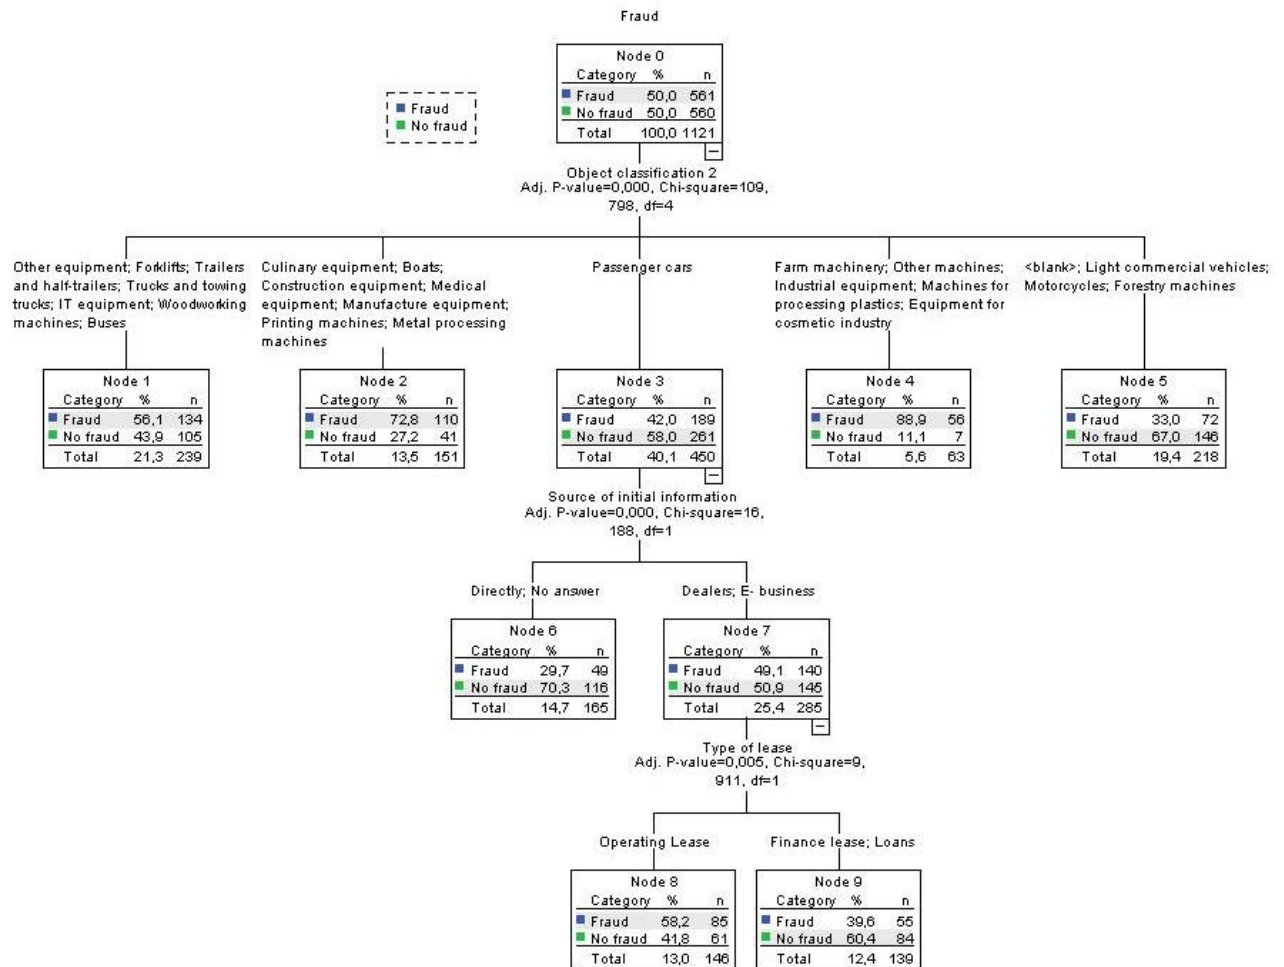 Fraud
Node 0
Category % n
Fraud 50,0 561
No fraud 50,0 560
Total 100,0 1121
Fraud
No fraud
Object classification 2
Adj. P-value=0,000, Chi-square=109,
798, df=4
Other equipment; Forklifts; Trailers
and half-trailers; Trucks and towing
trucks; IT equipment; Woodworking
machines; Buses
Culinary equipment; Boats;
Construction equipment; Medical
equipment; Manufacture equipment;
Printing machines; Metal processing
machines
Passenger cars
Farm machinery; Other machines;
Industrial equipment; Machines for
processing plastics; Equipment for
cosmetic industry
<blank>; Light commercial vehicles;
Motorcycles; Forestry machines
Node 1
Category % n
Fraud 56,1 134
No fraud 43,9 105
Total 21,3 239
Node 2
Category % n
Fraud 72,8 110
No fraud 27,2 41
Total 13,5 151
Node 3
Category % n
Fraud 42,0 189
No fraud 58,0 261
Total 40,1 450
Node 4
Category % n
Fraud 88,9 56
No fraud 11,1 7
Total 5,6 63
Node 5
Category % n
Fraud 33,0 72
No fraud 67,0 146
Total 19,4 218
Source of initial information
Adj. P-value=0,000, Chi-square=16,
188, df=1
Directly; No answer
Dealers; E- business
Node 6
Category % n
Fraud 29,7 49
No fraud 70,3 116
Total 14,7 165
Node 7
Category % n
Fraud 49,1 140
No fraud 50,9 145
Total 25,4 285
Type of lease
Adj. P-value=0,005, Chi-square=9,
911, df=1
Operating Lease
Finance lease; Loans
Node 8
Category % n
Fraud 58,2 85
No fraud 41,8 61
Total 13,0 146
Node 9
Category % n
Fraud 39,6 55
No fraud 60,4 84
Total 12,4 139